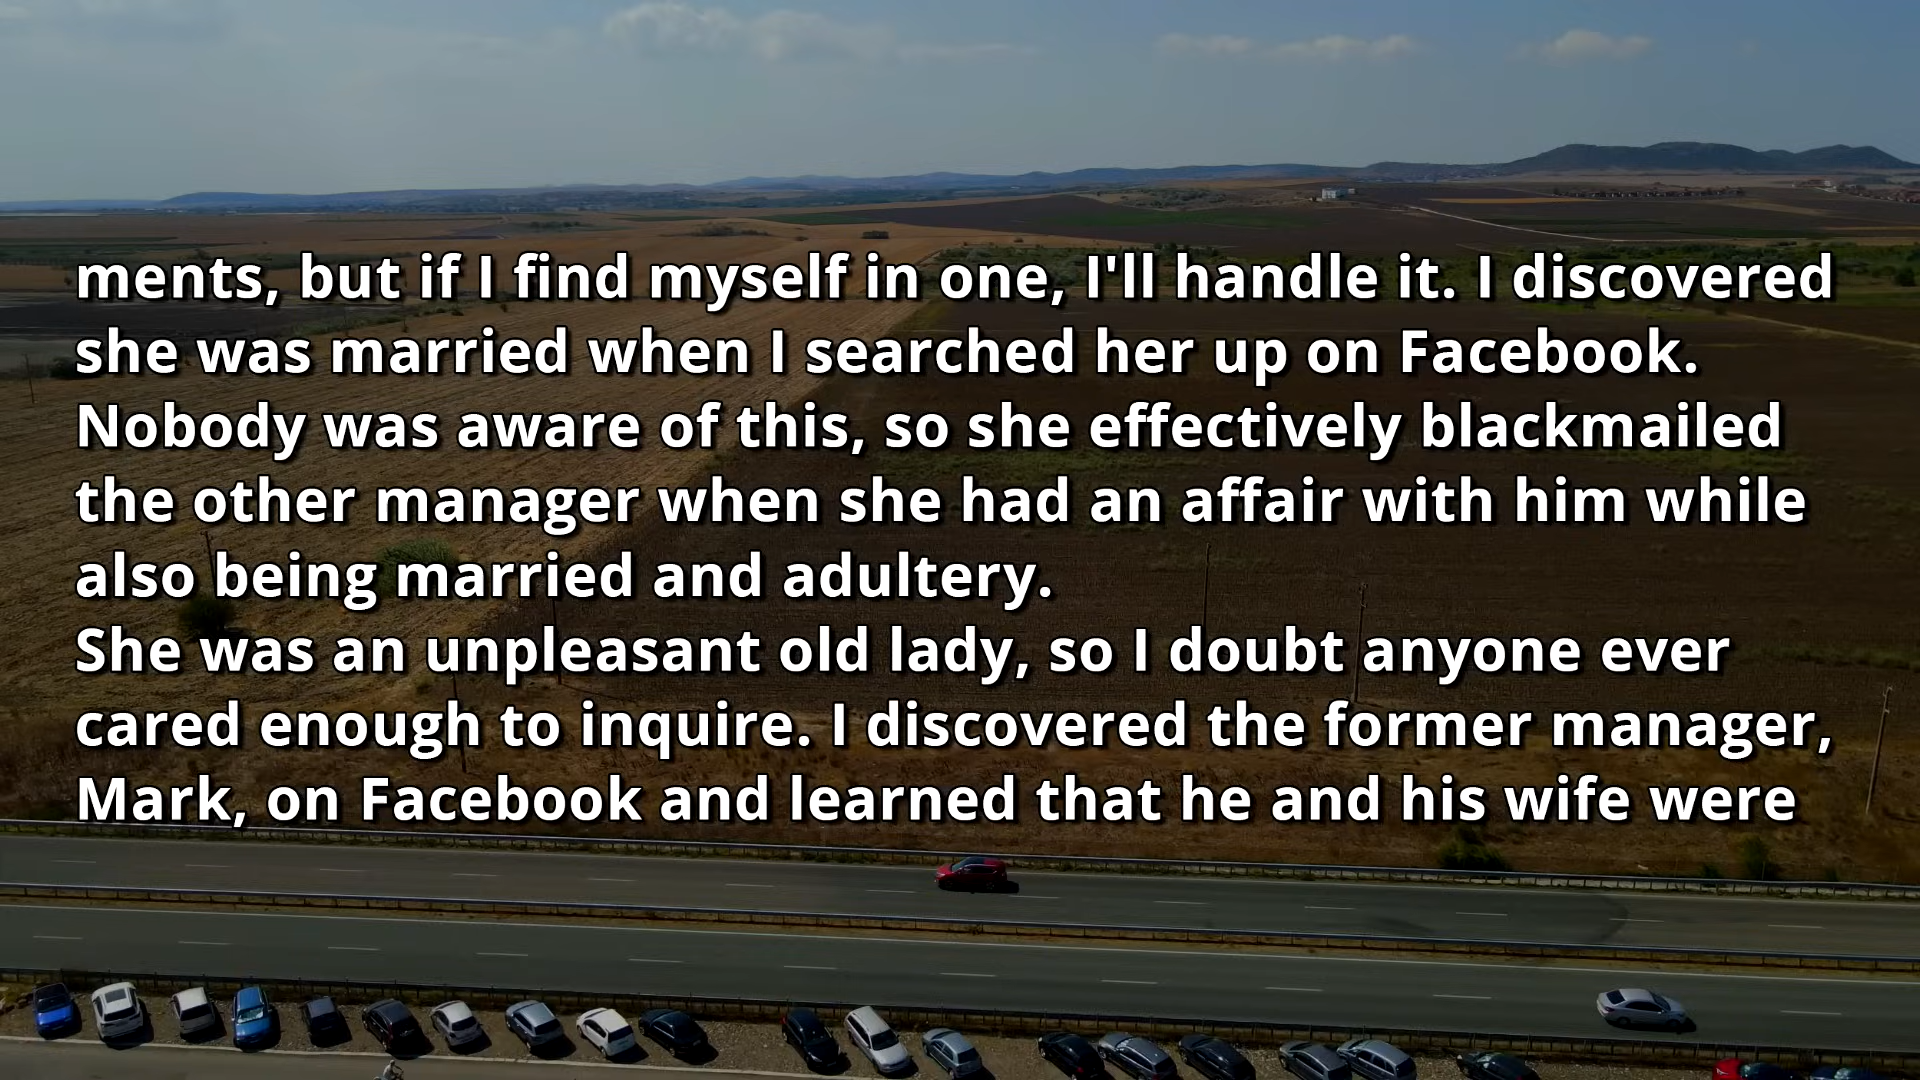 ments, but if I find myself in one, I'll handle it. I discovered
she was married when I searched her up on Facebook.
Nobody was aware of this, so she effectively blackmailed
the other manager when she had an affair with him while
also being married and adultery.
She was an unpleasant old lady, so I doubt anyone ever
cared enough to inquire. I discovered the former manager,
Mark, on Facebook and learned that he and his wife were